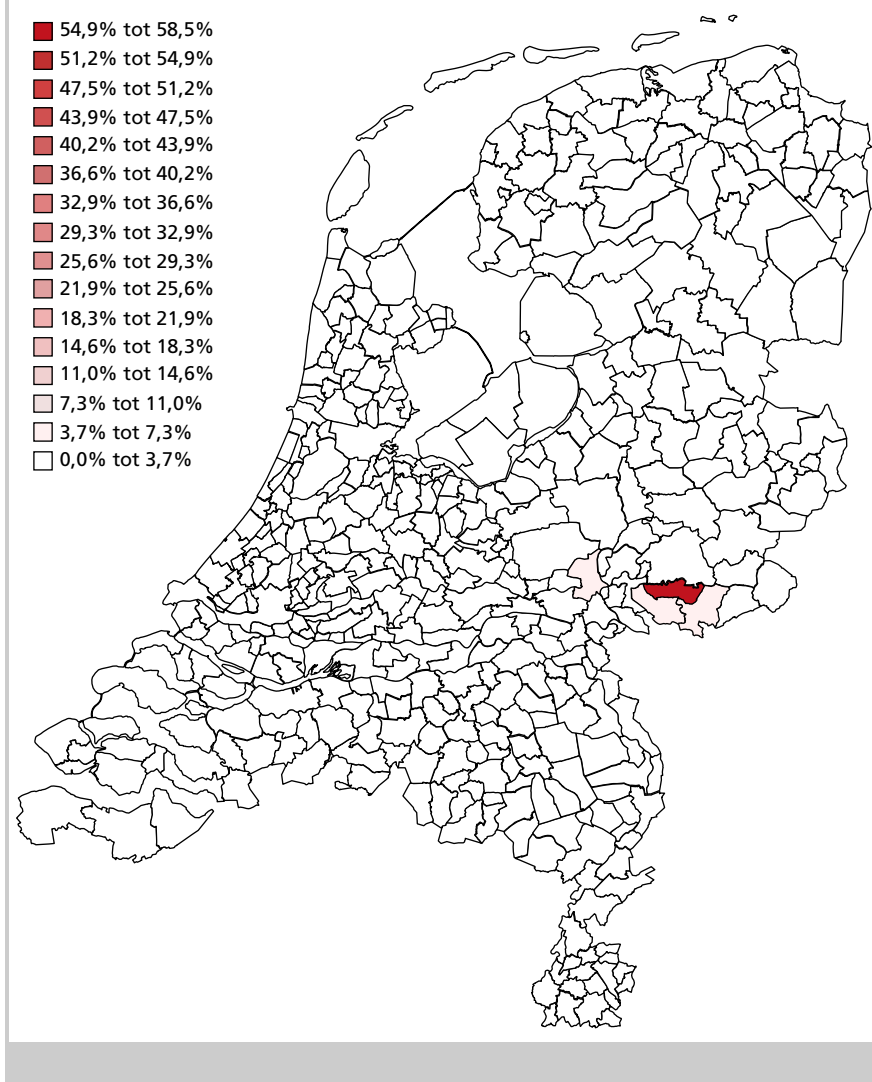 54,9% tot 58,5%
51,2% tot 54,9%
47,5% tot 51,2%
43,9% tot 47,5%
40,2% tot 43,9%
36,6% tot 40,2%
32,9% tot 36,6%
29,3% tot 32,9%
25,6% tot 29,3%
21,9% tot 25,6%
18,3% tot 21,9%
14,6% tot 18,3%
11,0% tot 14,6%
7,3% tot 11,0%
3,7% tot 7,3%
0,0% tot 3,7%